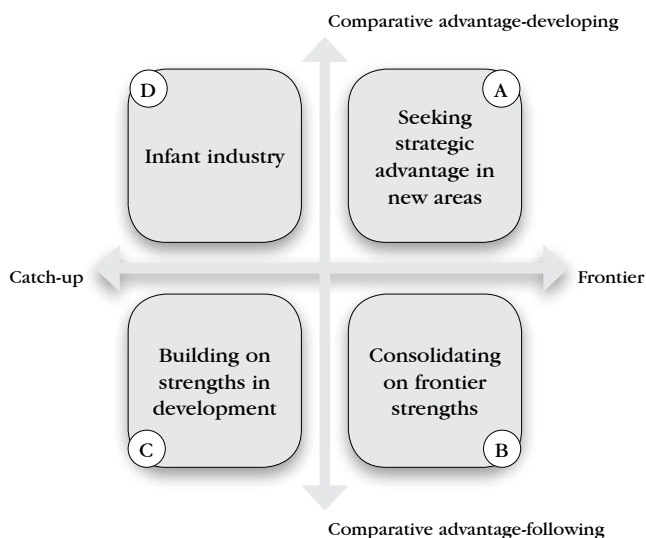 Comparative advantage-developing
D
A
Infant industry
Seeking
strategic
advantage in
new areas
Catch-up
Frontier
Building on
strengths in
development
Consolidating
on frontier
strengths
C
B
Comparative advantage-following